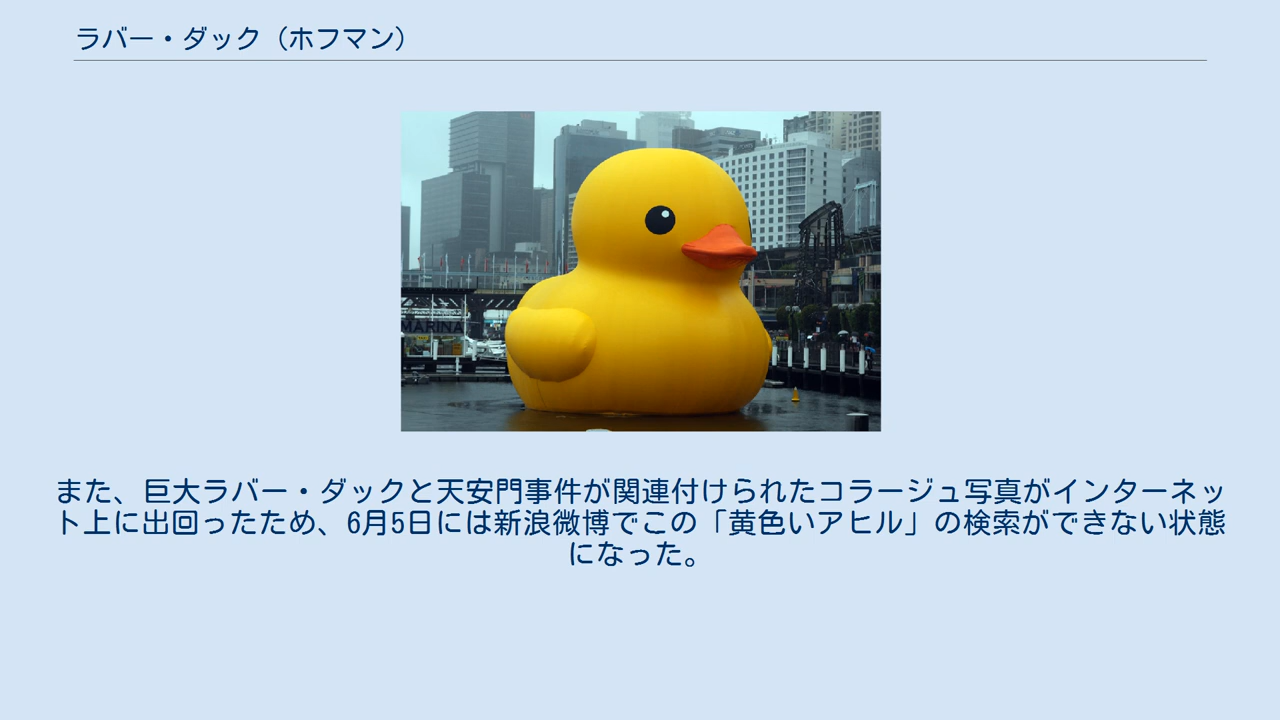 ラバー・ダック（ホフマン）
MARINA
また、巨大ラバー・ダックと天安門事件が関連付けられたコラージュ写真がインターネッ
ト上に出回ったため、6月5日には新浪微博でこの「黄色いアヒル」の検索ができない状態
になった。